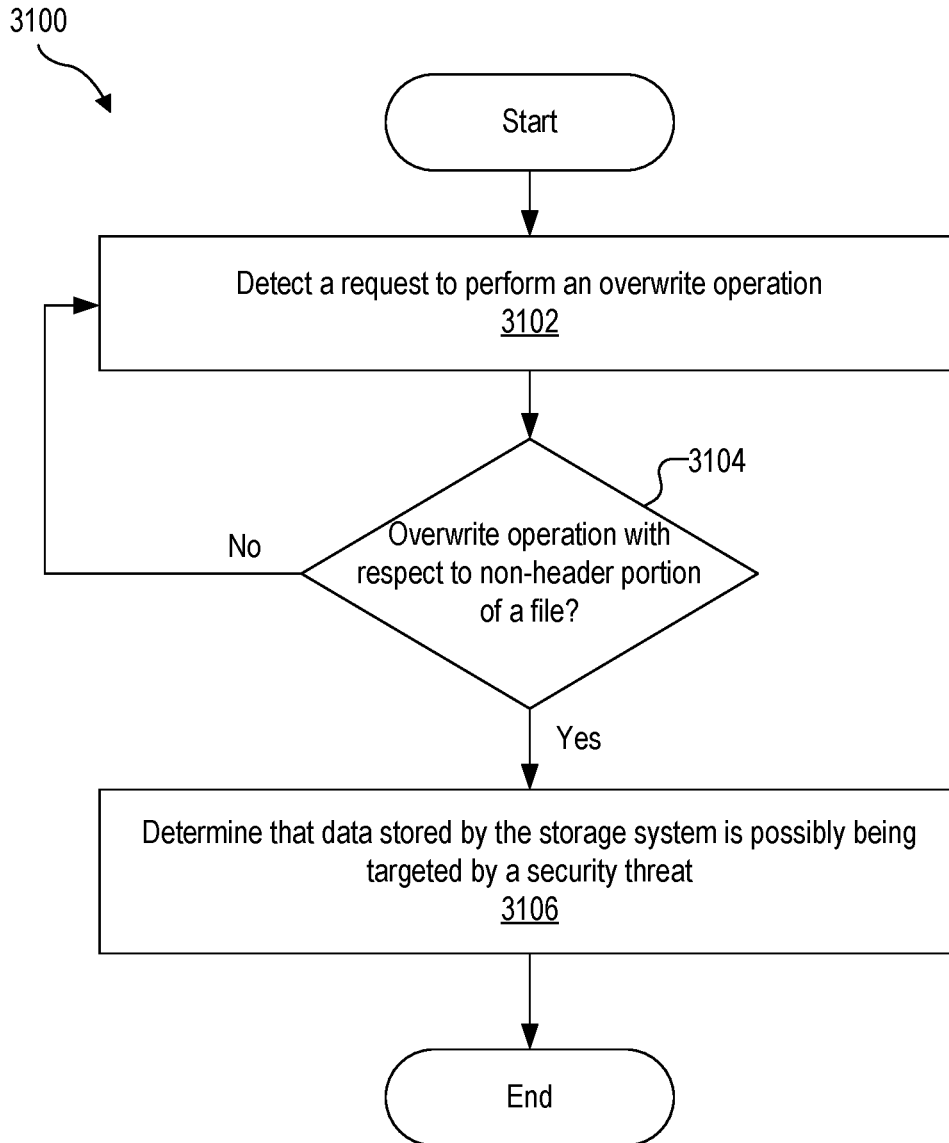 3100
Start
Detect a request to perform an overwrite operation
3102
3104
Overwrite operation with
respect to non-header portion
of a file?
No
Yes
Determine that data stored by the storage system is possibly being
targeted by a security threat
3106
End